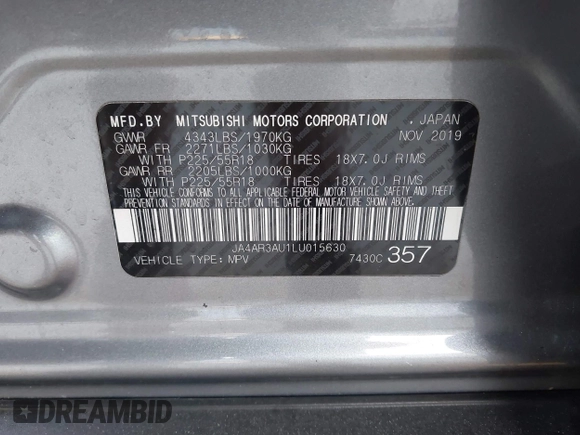 MFD.BY MITSUBISHI MOTORS CORPORATION, JAPAN
GVWR 4343LBS/1970KG NOV 2019
GAWR FR 2271LBS/1030KG
WITH P225/55R18 TIRES 18X7.0J RIMS
GAWR RR 2205LBS/1000KG
WITH P225/55R18 TIRES 18X7.0J RIMS
THIS VEHICLE CONFORMS TO ALL APPLICABLE FEDERAL MOTOR VEHICLE SAFETY AND THEFT
PREVENTION STANDARDS IN EFFECT ON THE DATE OF MANUFACTURE SHOWN ABOVE.
JA4AR3AU1LU015630
VEHICLE TYPE: MPV 7430C 357
DREAMBID